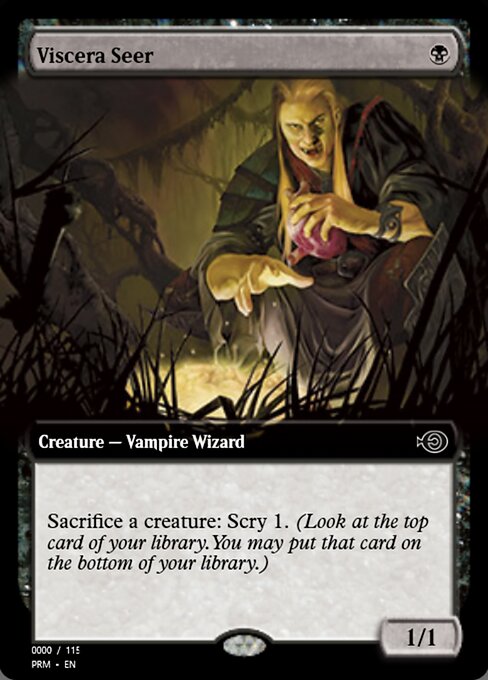 Viscera Seer
Creature — Vampire Wizard
Sacrifice a creature: Scry 1. (Look at the top
card of your library. You may put that card on
the bottom of your library.)
1/1
0000 / 115
PRM • EN